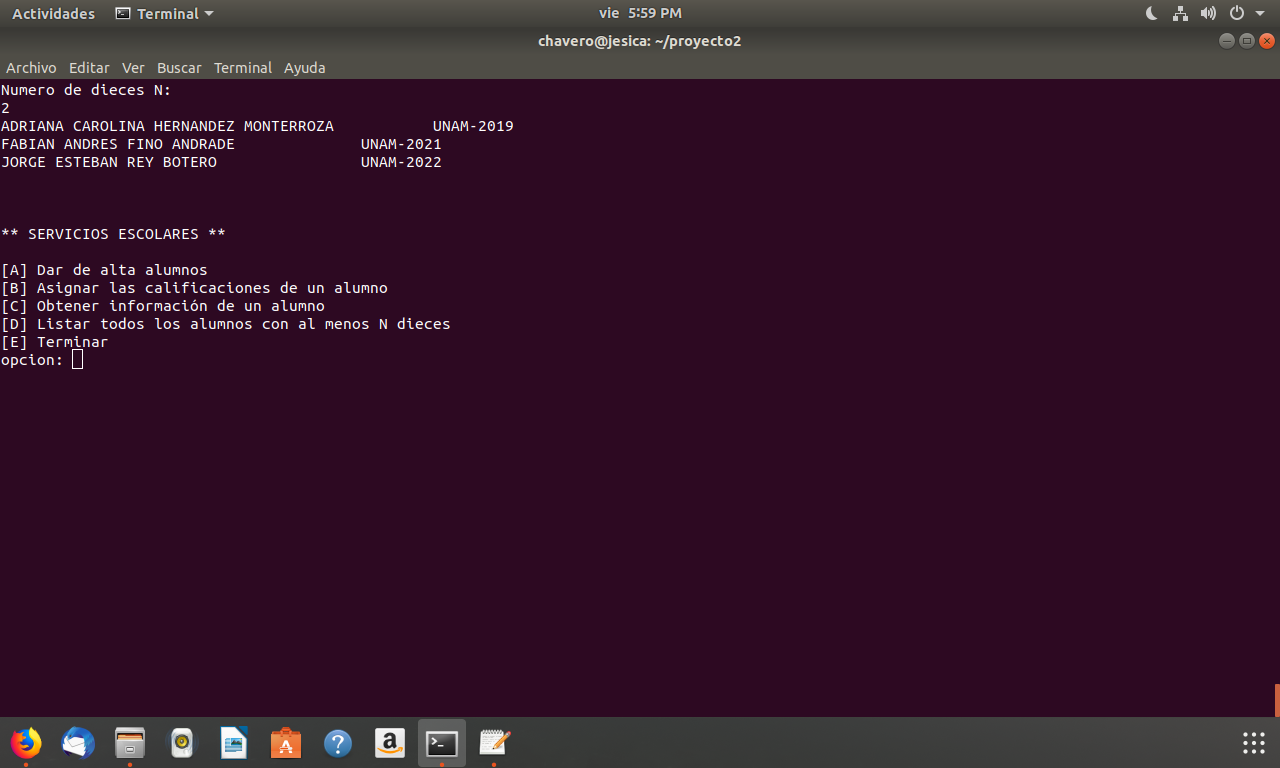 Actividades Terminal vie 5:59 PM
chavero@jesica: ~/proyecto2
Archivo Editar Ver Buscar Terminal Ayuda
Numero de dieces N:
2
ADRIANA CAROLINA HERNANDEZ MONTERROZA UNAM-2019
FABIAN ANDRES FINO ANDRADE UNAM-2021
JORGE ESTEBAN REY BOTERO UNAM-2022
** SERVICIOS ESCOLARES **
[A] Dar de alta alumnos
[B] Asignar las calificaciones de un alumno
[C] Obtener información de un alumno
[D] Listar todos los alumnos con al menos N dieces
[E] Terminar
opcion: